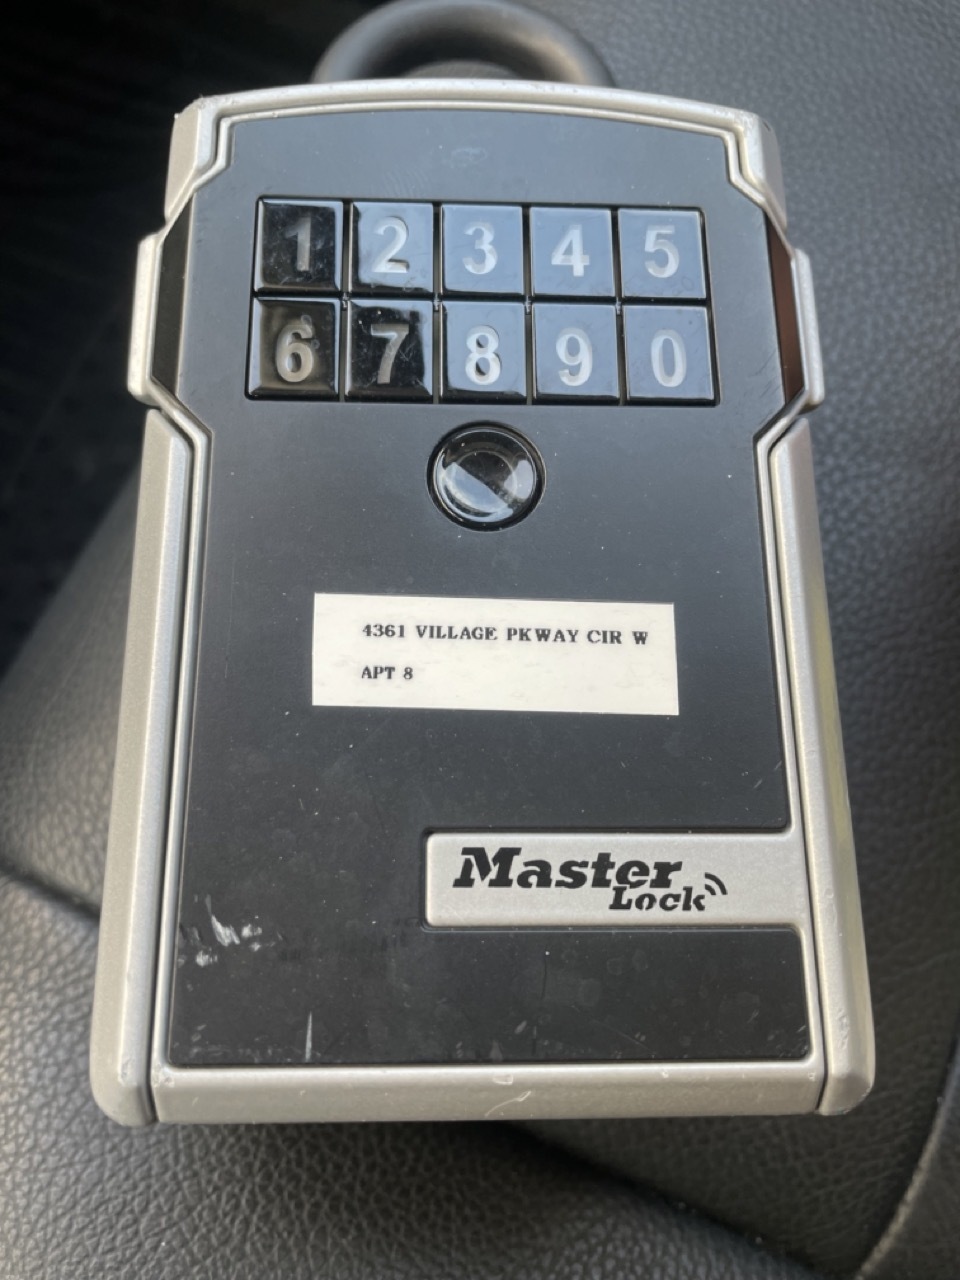 1 2 3 4 5
6 7 8 9 0
4361 VILLAGE PKWAY CIR W
APT 8
Master
Lock